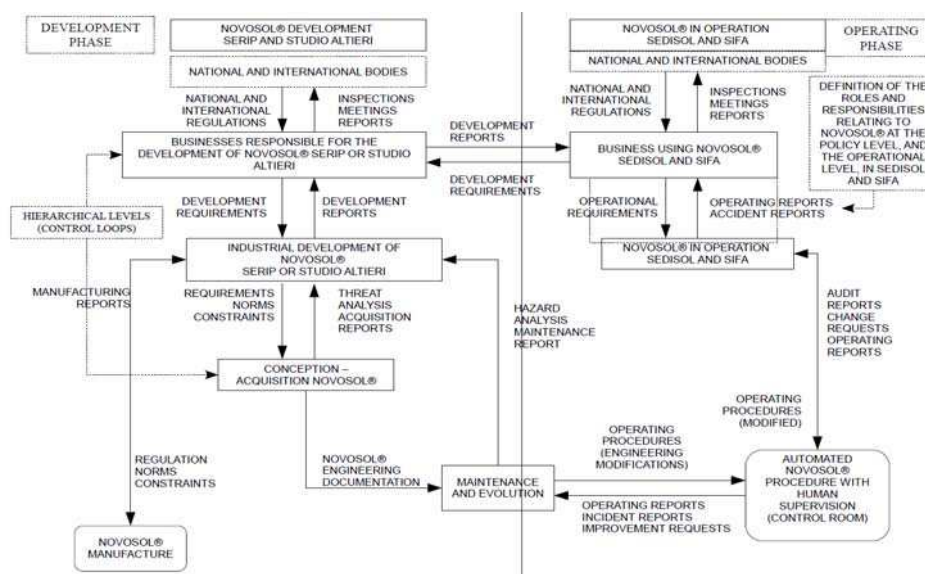 DEVELOPMENT
PHASE
NOVOSOL® DEVELOPMENT
SERIP AND STUDIO ALTIERI
NATIONAL AND INTERNATIONAL BODIES
NATIONAL AND
INTERNATIONAL
REGULATIONS
INSPECTIONS
MEETINGS
REPORTS
BUSINESSES RESPONSIBLE FOR THE
DEVELOPMENT OF NOVOSOL® SERIP OR STUDIO
ALTIERI
DEVELOPMENT
REQUIREMENTS
DEVELOPMENT
REPORTS
HIERARCHICAL LEVELS
(CONTROL LOOPS)
INDUSTRIAL DEVELOPMENT OF
NOVOSOL®
SERIP OR STUDIO ALTIERI
MANUFACTURING
REPORTS
REQUIREMENTS
NORMS
CONSTRAINTS
THREAT
ANALYSIS
ACQUISITION
REPORTS
CONCEPTION –
ACQUISITION NOVOSOL®
REGULATION
NORMS
CONSTRAINTS
NOVOSOL®
ENGINEERING
DOCUMENTATION
NOVOSOL®
MANUFACTURE
DEVELOPMENT
REPORTS
DEVELOPMENT
REQUIREMENTS
HAZARD
ANALYSIS
MAINTENANCE
REPORT
MAINTENANCE
AND EVOLUTION
NOVOSOL® IN OPERATION
SEDISOL AND SIFA
NATIONAL AND INTERNATIONAL BODIES
OPERATING
PHASE
NATIONAL AND
INTERNATIONAL
REGULATIONS
INSPECTIONS
MEETINGS
REPORTS
DEFINITION OF THE
ROLES AND
RESPONSIBILITIES
RELATING TO
NOVOSOL® AT THE
POLICY LEVEL, AND
THE OPERATIONAL
LEVEL, IN SEDISOL
AND SIFA
BUSINESS USING NOVOSOL®
SEDISOL AND SIFA
OPERATIONAL
REQUIREMENTS
OPERATING REPORTS
ACCIDENT REPORTS
NOVOSOL® IN OPERATION
SEDISOL AND SIFA
AUDIT
REPORTS
CHANGE
REQUESTS
OPERATING
REPORTS
OPERATING
PROCEDURES
(MODIFIED)
OPERATING
PROCEDURES
(ENGINEERING
MODIFICATIONS)
OPERATING REPORTS
INCIDENT REPORTS
IMPROVEMENT REQUESTS
AUTOMATED
NOVOSOL®
PROCEDURE WITH
HUMAN
SUPERVISION
(CONTROL ROOM)